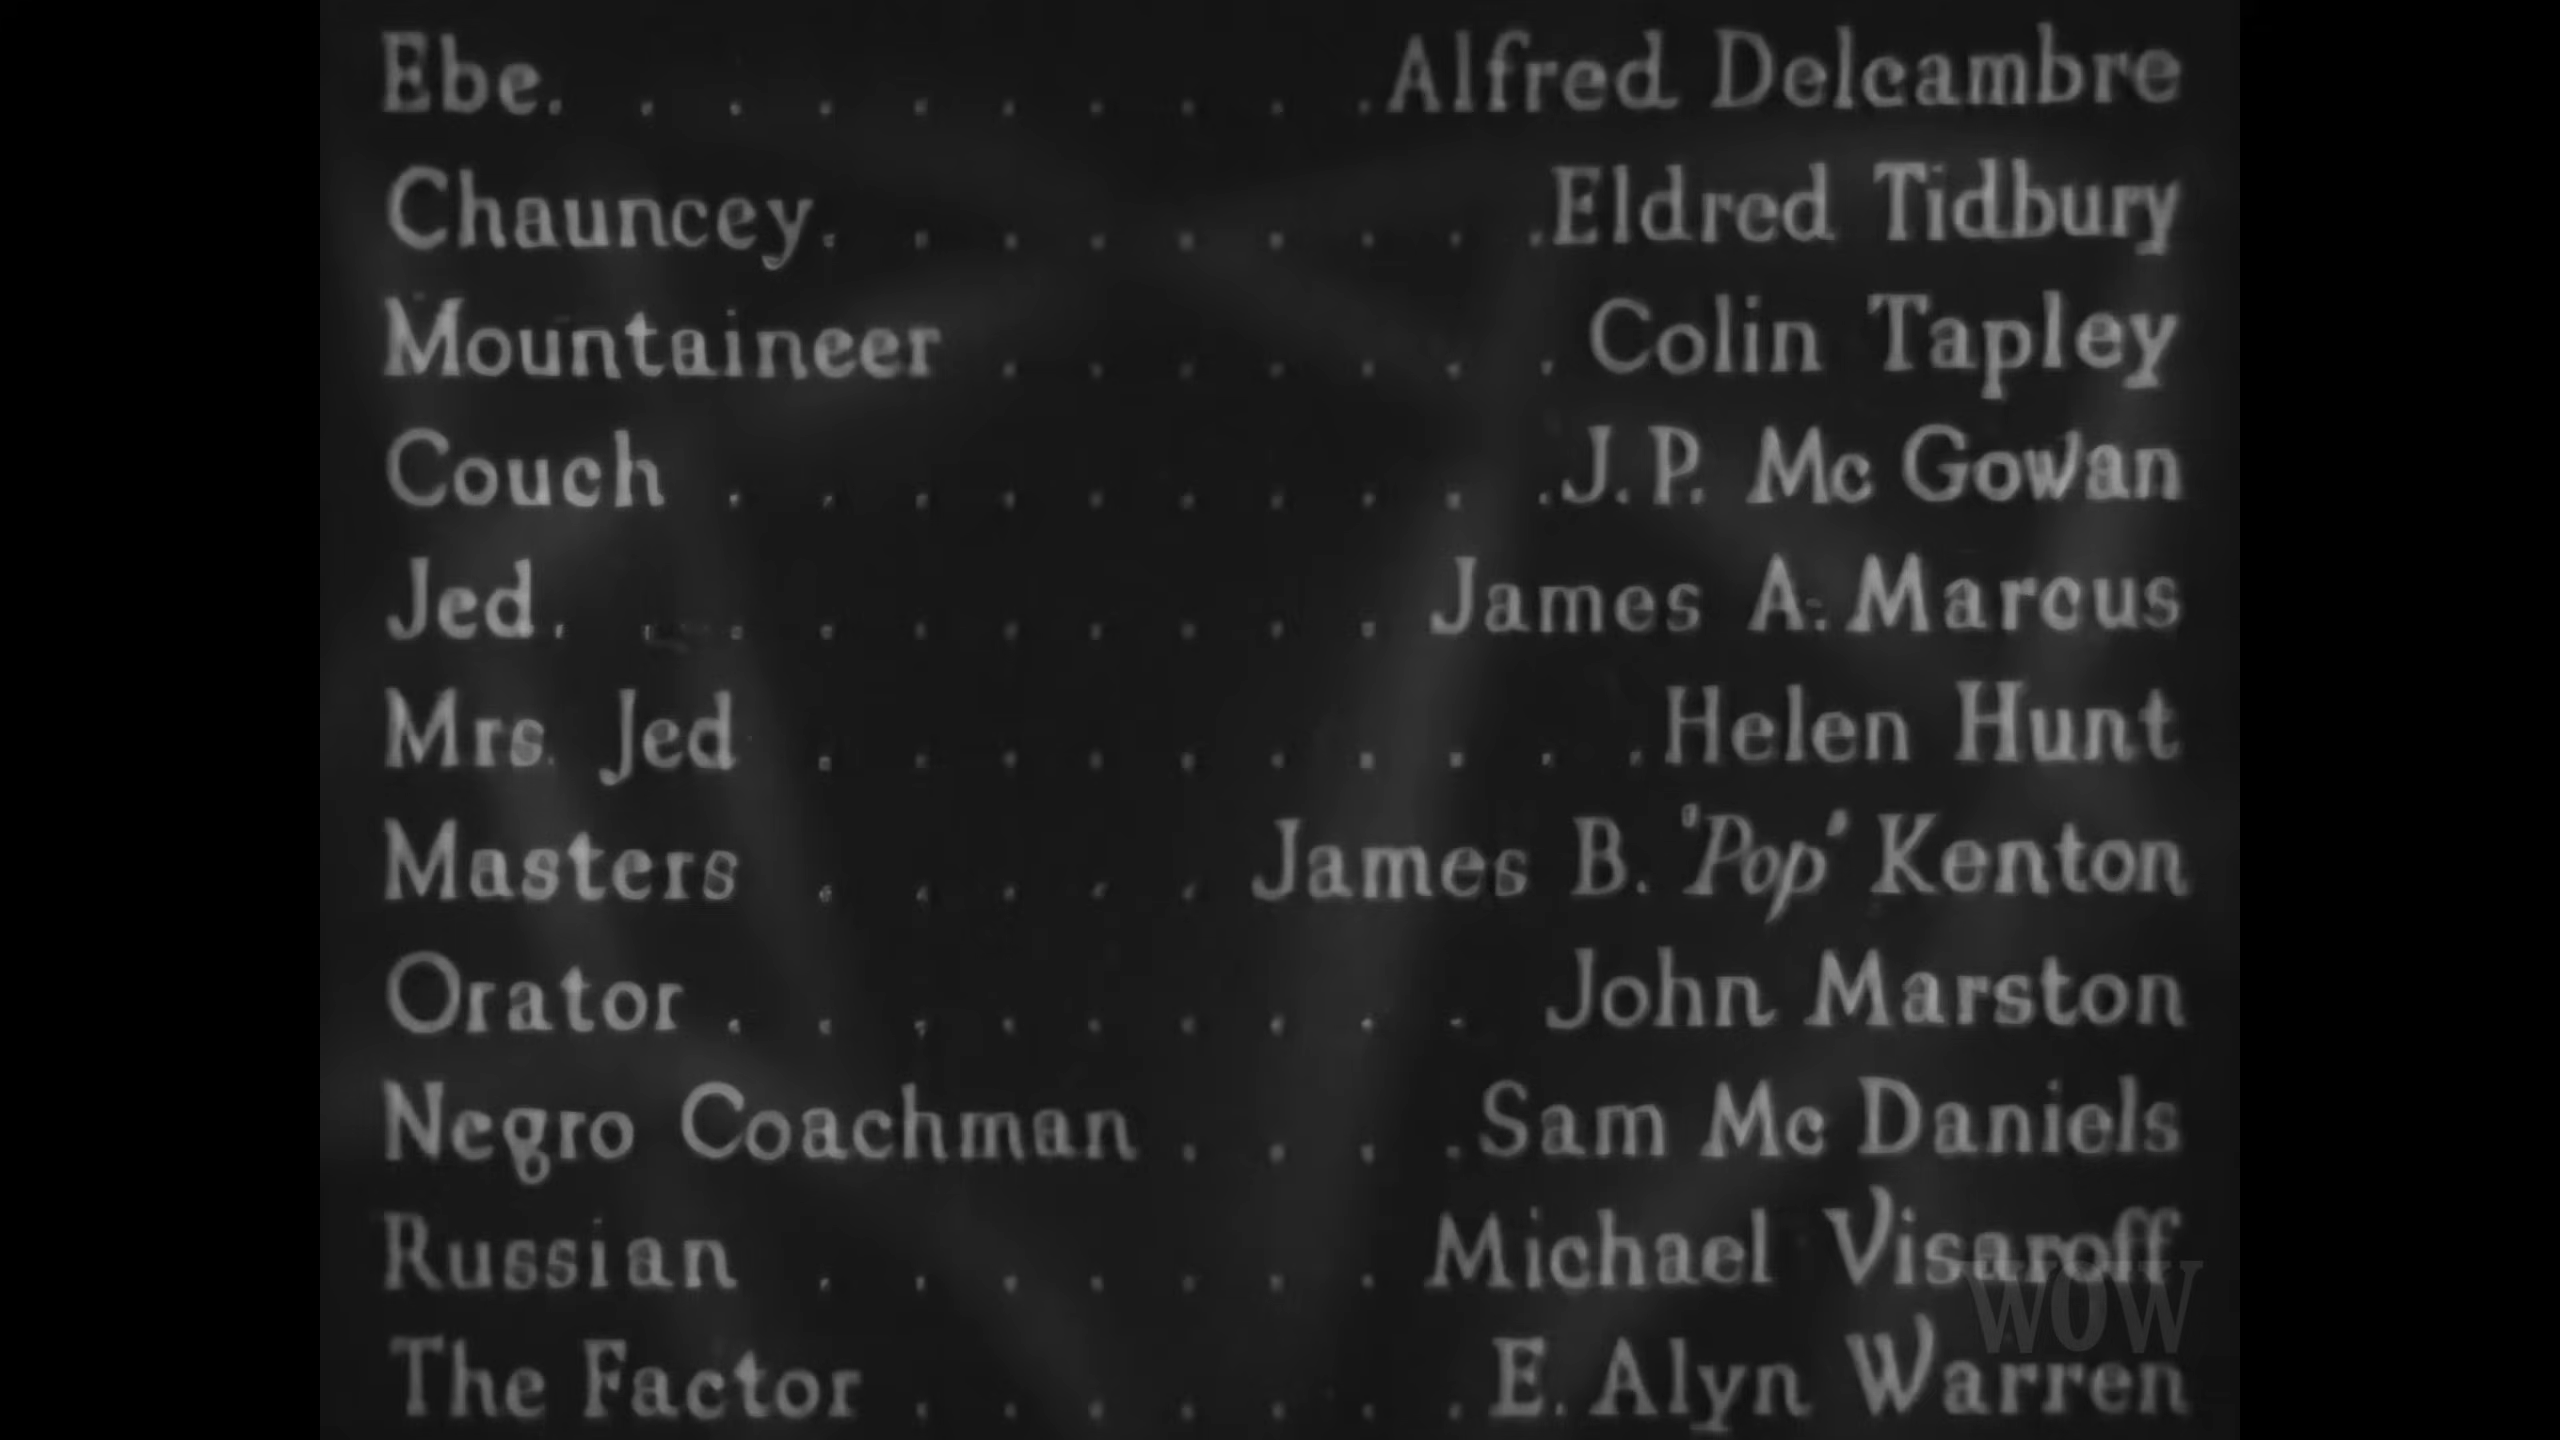 Ebe. . . . . . . . . .Alfred Delcambre
Chauncey. . . . . . . . .Eldred Tidbury
Mountaineer . . . . . . . Colin Tapley
Couch . . . . . . . . . .J. P. Mc Gowan
Jed. . . . . . . . . . James A. Marcus
Mrs. Jed . . . . . . . . . .Helen Hunt
Masters . . . . . James B. 'Pop' Kenton
Orator . . . . . . . . . John Marston
Negro Coachman . . . .Sam Mc Daniels
Russian . . . . . . . Michael Visaroff
WOW
The Factor . . . . . . . E. Alyn Warren